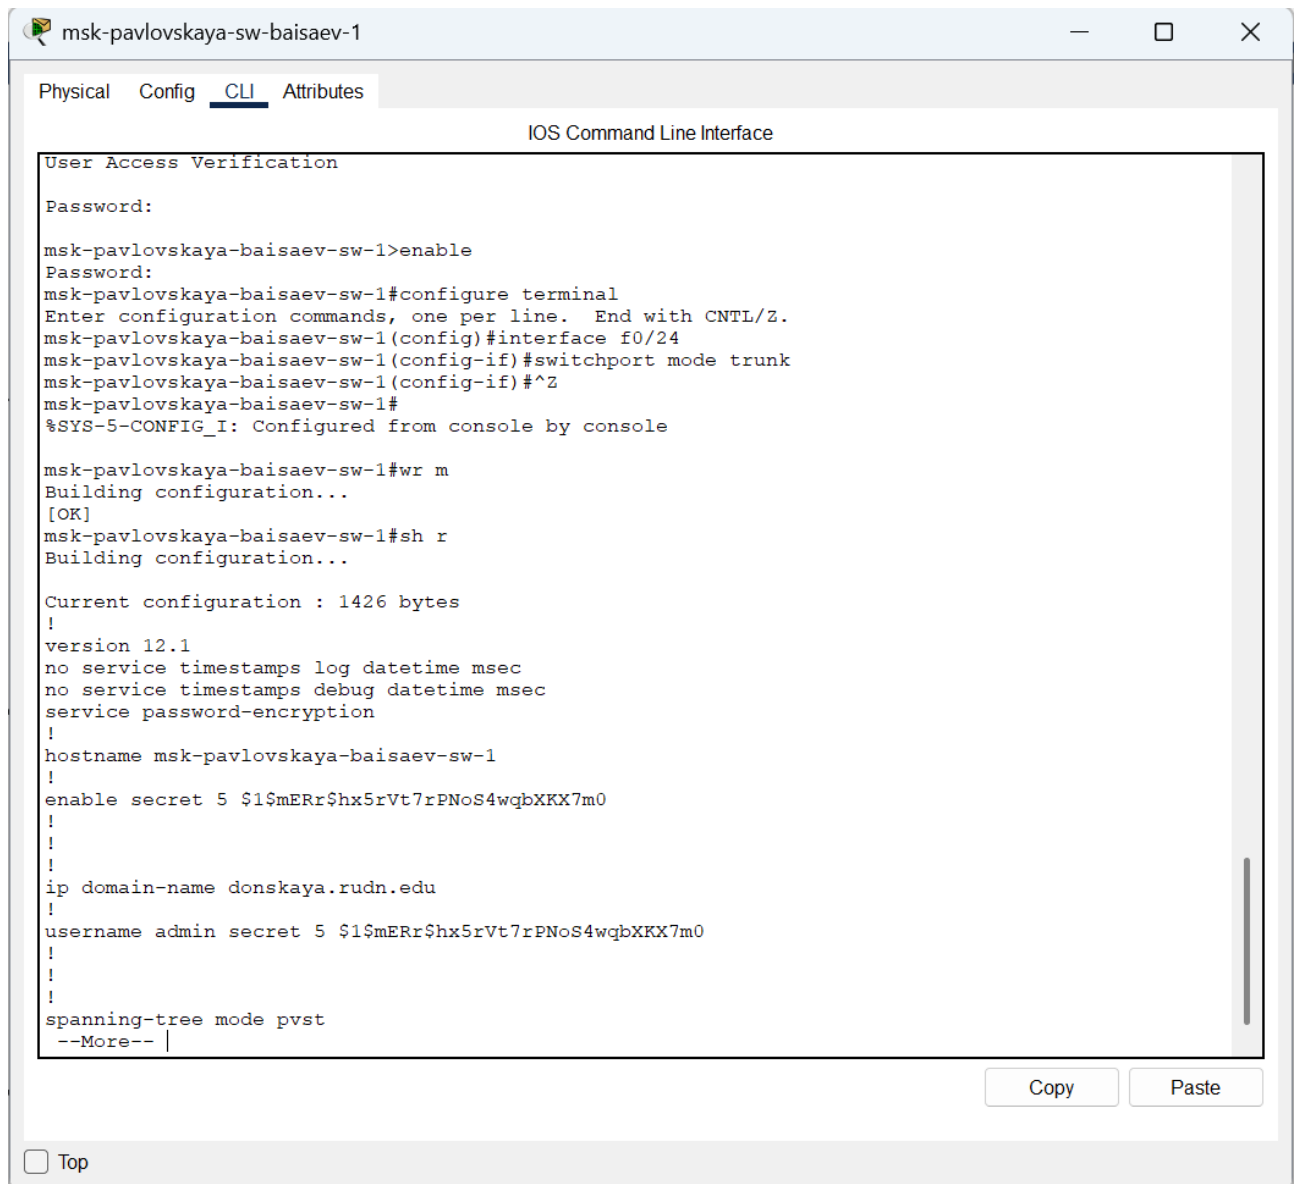 msk-pavlovskaya-sw-baisaev-1
Physical Config CLI Attributes
IOS Command Line Interface
User Access Verification
Password:
msk-pavlovskaya-baisaev-sw-1>enable
Password:
msk-pavlovskaya-baisaev-sw-1#configure terminal
Enter configuration commands, one per line.  End with CNTL/Z.
msk-pavlovskaya-baisaev-sw-1(config)#interface f0/24
msk-pavlovskaya-baisaev-sw-1(config-if)#switchport mode trunk
msk-pavlovskaya-baisaev-sw-1(config-if)#^Z
msk-pavlovskaya-baisaev-sw-1#
%SYS-5-CONFIG_I: Configured from console by console
msk-pavlovskaya-baisaev-sw-1#wr m
Building configuration...
[OK]
msk-pavlovskaya-baisaev-sw-1#sh r
Building configuration...
Current configuration : 1426 bytes
!
version 12.1
no service timestamps log datetime msec
no service timestamps debug datetime msec
service password-encryption
!
hostname msk-pavlovskaya-baisaev-sw-1
!
enable secret 5 $1$mERr$hx5rVt7rPNoS4wqbXKX7m0
!
!
!
ip domain-name donskaya.rudn.edu
!
username admin secret 5 $1$mERr$hx5rVt7rPNoS4wqbXKX7m0
!
!
!
spanning-tree mode pvst
--More--
Copy Paste
Top